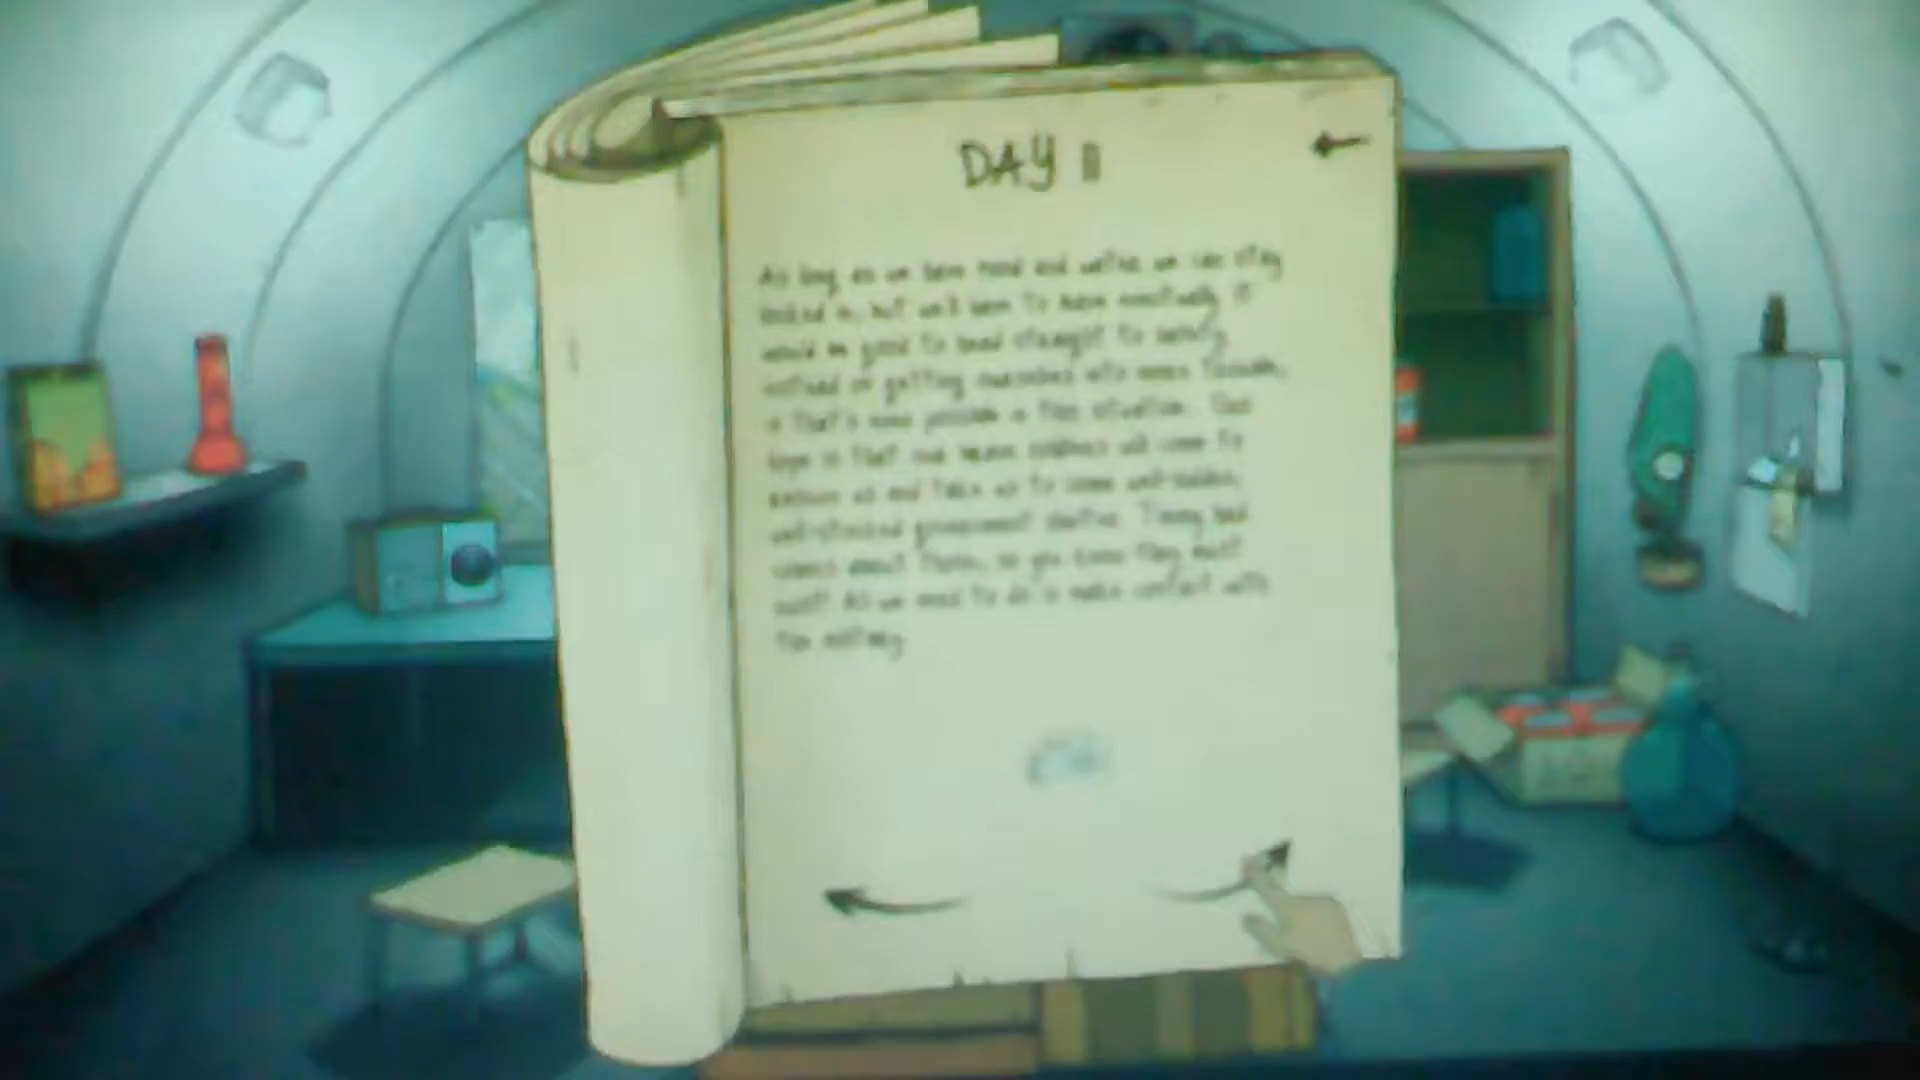 DAY 11
As long as we have food and water we can stay
locked in, but we'll have to leave eventually. It
would be good to head straight to safety
instead of getting ourselves into more trouble,
if that's even possible in this situation. Our
hope is that our brave soldiers will come to
rescue us and take us to some well-hidden,
well-stocked government shelter. Timmy had
comics about them, so you know they must
exist! All we need to do is make contact with
the military.